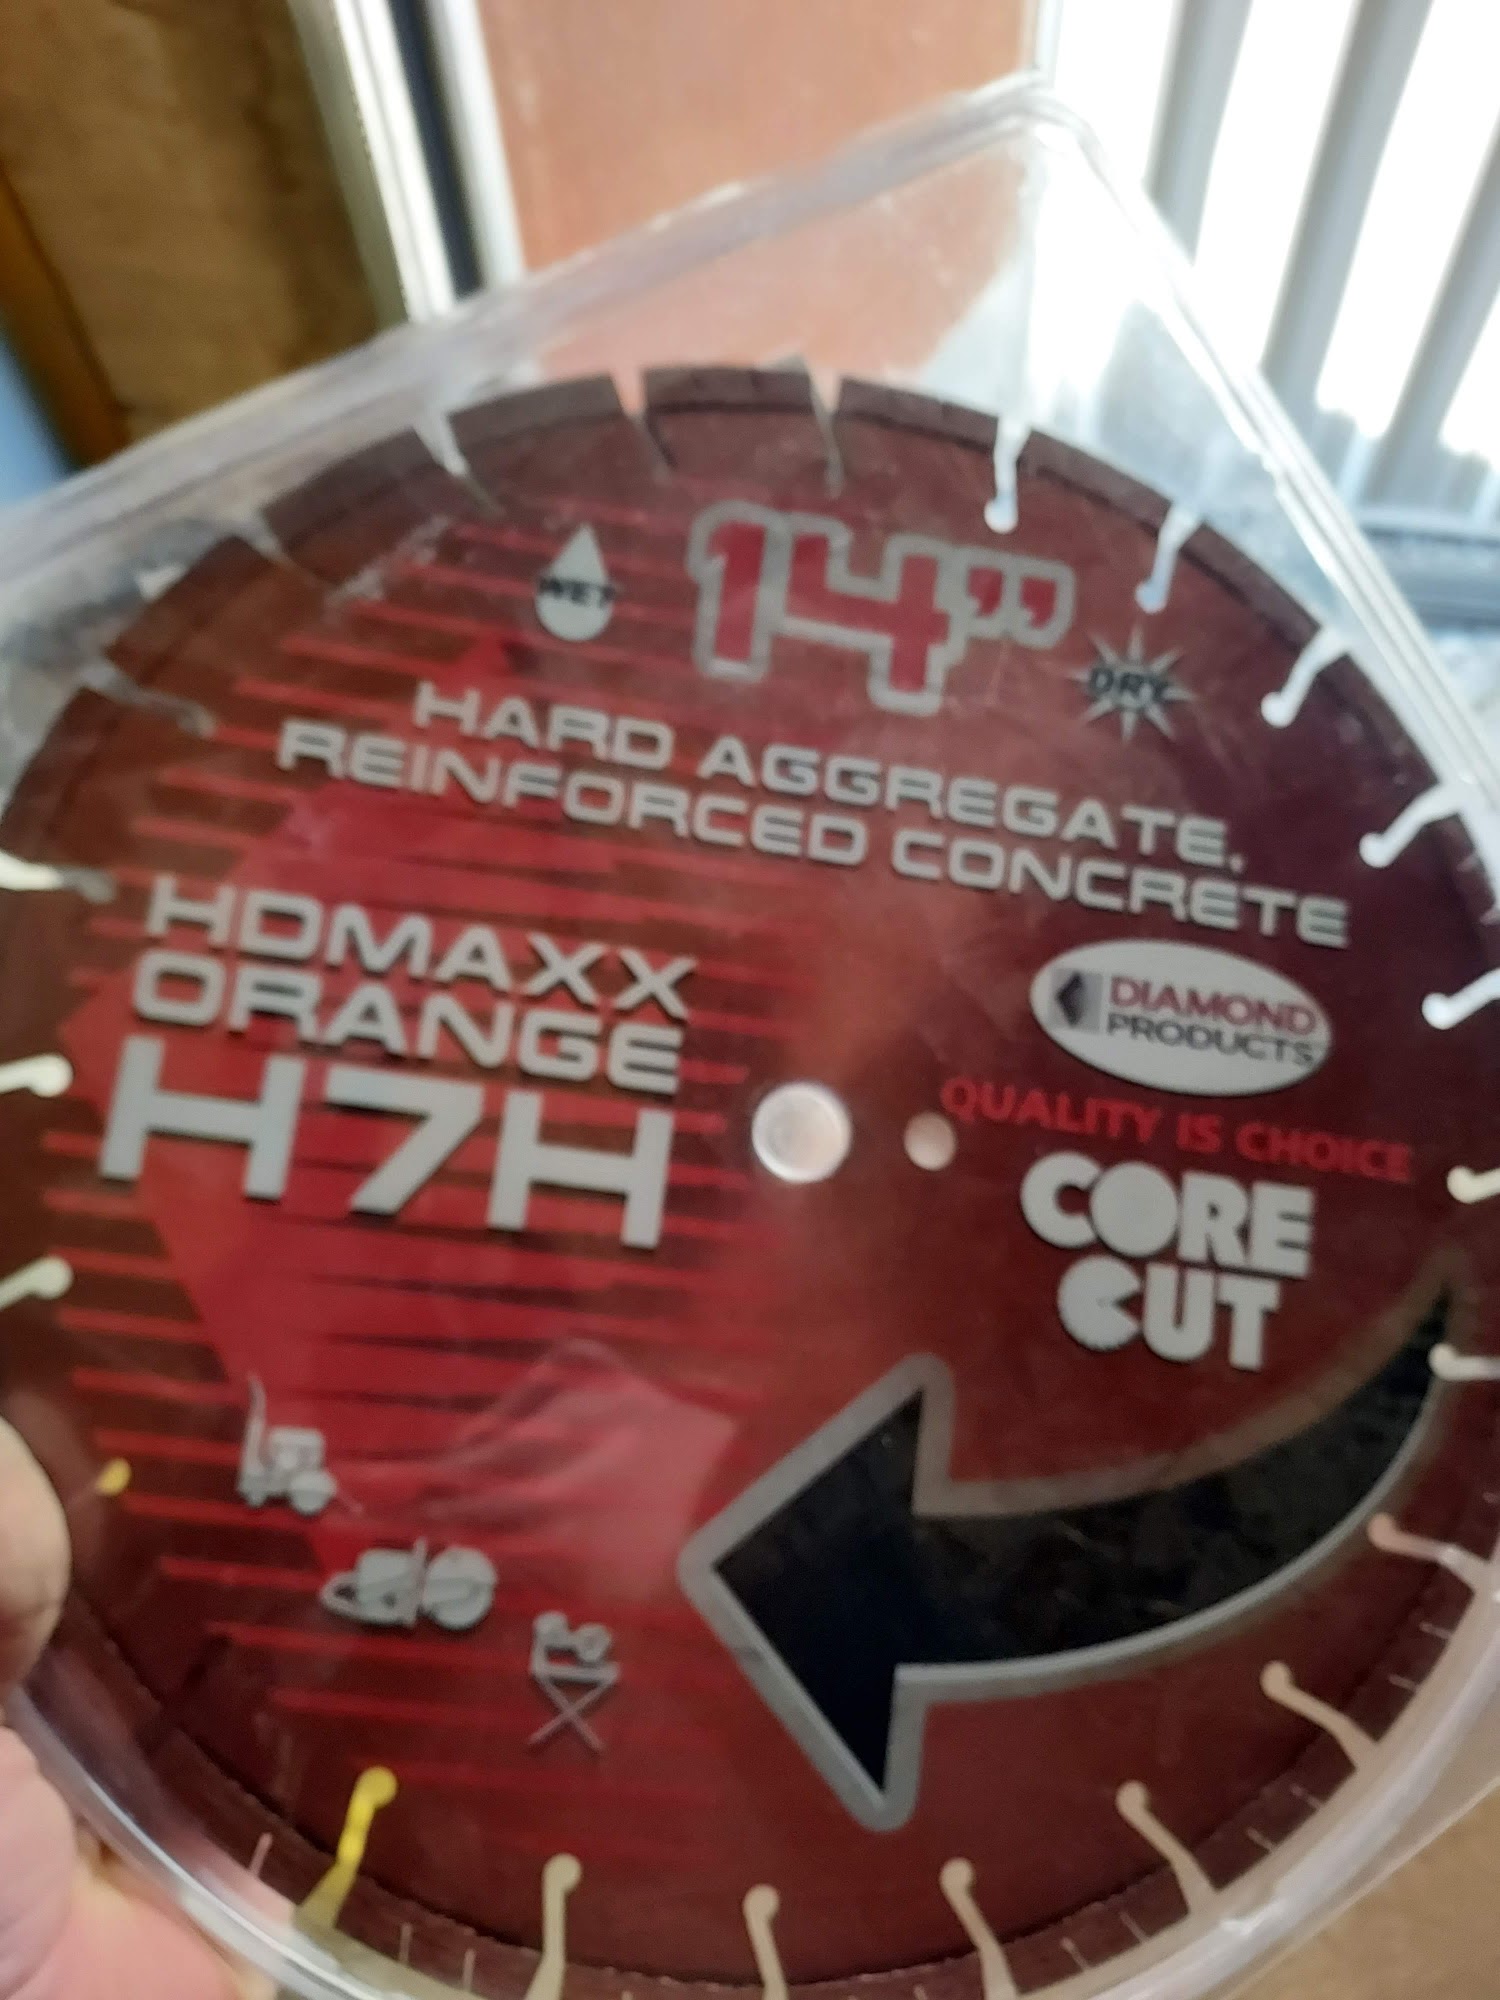 WET
14"
DRY
HARD AGGREGATE,
REINFORCED CONCRETE
HDMAXX
ORANGE
H7H
DIAMOND
PRODUCTS
QUALITY IS CHOICE
CORE
CUT